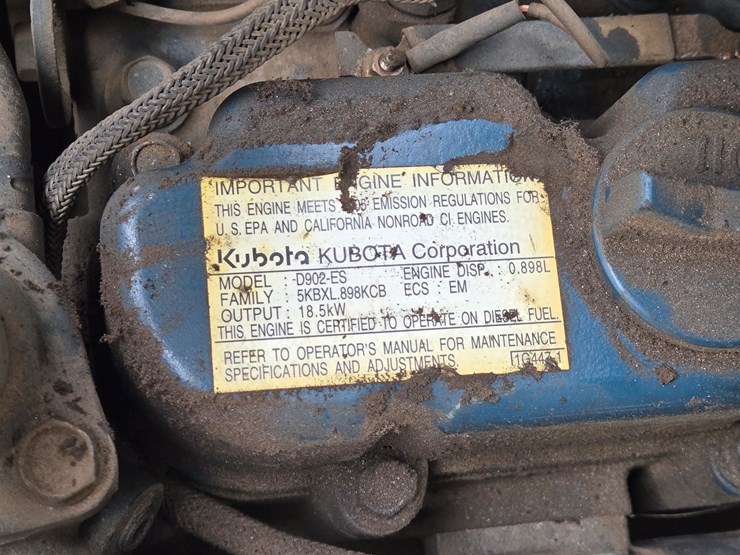 IMPORTANT ENGINE INFORMATION
THIS ENGINE MEETS EMISSION REGULATIONS FOR
U.S. EPA AND CALIFORNIA NONROAD CI ENGINES.
Kubota KUBOTA Corporation
MODEL : D902-ES ENGINE DISP. : 0.898L
FAMILY : 5KBXL.898KCB ECS : EM
OUTPUT : 18.5kW
THIS ENGINE IS CERTIFIED TO OPERATE ON DIESEL FUEL.
REFER TO OPERATOR'S MANUAL FOR MAINTENANCE
SPECIFICATIONS AND ADJUSTMENTS.